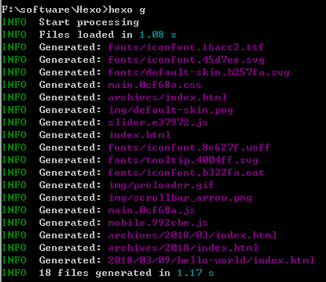 F:\software\Hexo>hexo g
INFO  Start processing
INFO  Files loaded in 1.08 s
INFO  Generated: fonts/iconfont.16acc2.ttf
INFO  Generated: fonts/iconfont.45d7ee.svg
INFO  Generated: fonts/default-skin.b257fa.svg
INFO  Generated: main.0cf68a.css
INFO  Generated: archives/index.html
INFO  Generated: img/default-skin.png
INFO  Generated: slider.e37972.js
INFO  Generated: index.html
INFO  Generated: fonts/iconfont.8c627f.woff
INFO  Generated: fonts/tooltip.4004ff.svg
INFO  Generated: fonts/iconfont.b322fa.eot
INFO  Generated: img/preloader.gif
INFO  Generated: img/scrollbar_arrow.png
INFO  Generated: main.0cf68a.js
INFO  Generated: mobile.992cbe.js
INFO  Generated: archives/2018/03/index.html
INFO  Generated: archives/2018/index.html
INFO  Generated: 2018/03/09/hello-world/index.html
INFO  18 files generated in 1.17 s